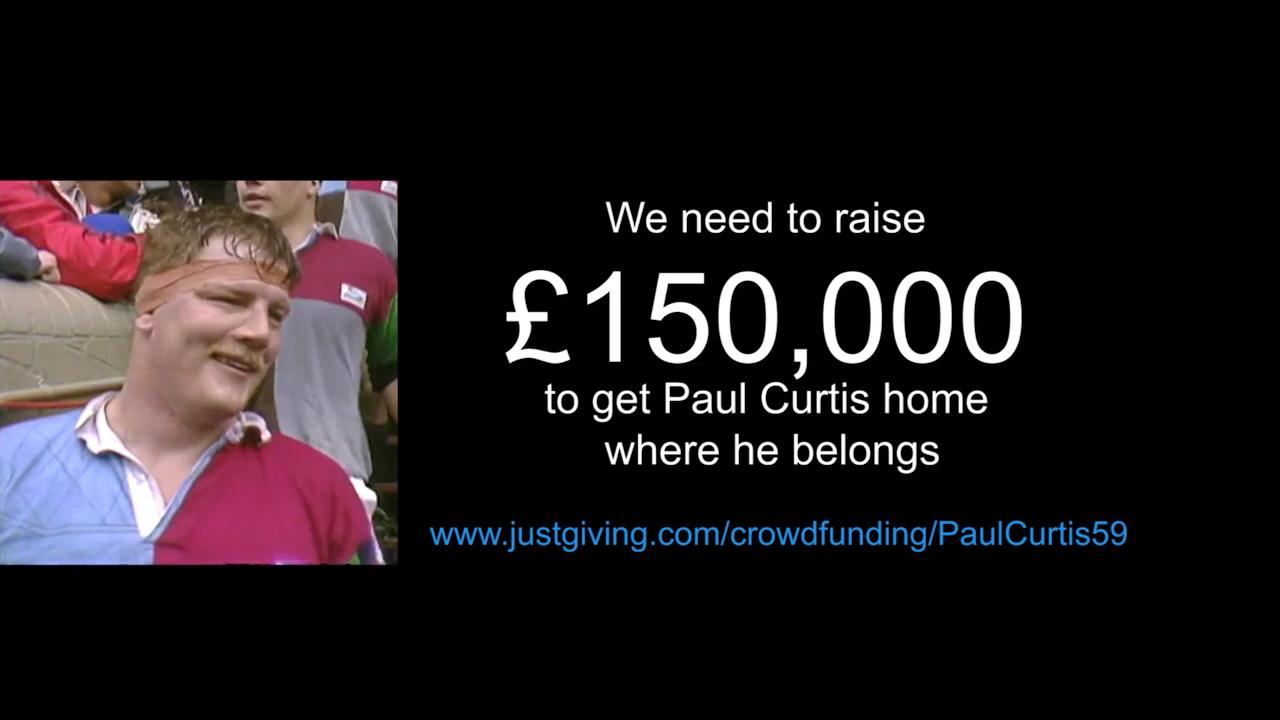 We need to raise
£150,000
to get Paul Curtis home
where he belongs
www.justgiving.com/crowdfunding/PaulCurtis59